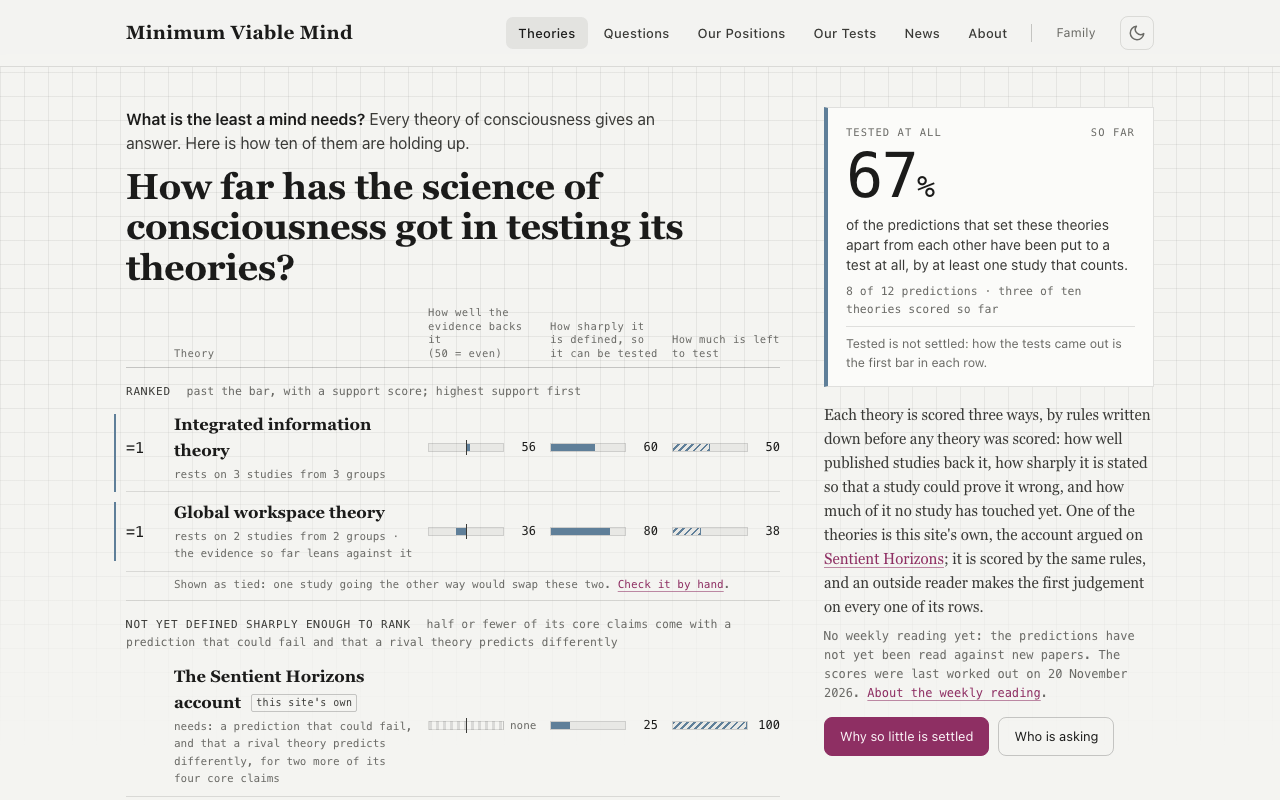 Minimum Viable Mind
Theories
Questions
Our Positions
Our Tests
News
About
Family
What is the least a mind needs? Every theory of consciousness gives an
answer. Here is how ten of them are holding up.
How far has the science of
consciousness got in testing its
theories?
Theory
How well the
evidence backs
it
(50 = even)
How sharply it
is defined, so
it can be tested
How much is left
to test
RANKED past the bar, with a support score; highest support first
=1
Integrated information
theory
rests on 3 studies from 3 groups
56
60
50
=1
Global workspace theory
rests on 2 studies from 2 groups ·
the evidence so far leans against it
36
80
38
Shown as tied: one study going the other way would swap these two. Check it by hand.
NOT YET DEFINED SHARPLY ENOUGH TO RANK half or fewer of its core claims come with a
prediction that could fail and that a rival theory predicts differently
The Sentient Horizons
account this site's own
needs: a prediction that could fail,
and that a rival theory predicts
differently, for two more of its
four core claims
none
25
100
TESTED AT ALL
SO FAR
67%
of the predictions that set these theories
apart from each other have been put to a
test at all, by at least one study that counts.
8 of 12 predictions · three of ten
theories scored so far
Tested is not settled: how the tests came out is
the first bar in each row.
Each theory is scored three ways, by rules written
down before any theory was scored: how well
published studies back it, how sharply it is stated
so that a study could prove it wrong, and how
much of it no study has touched yet. One of the
theories is this site's own, the account argued on
Sentient Horizons; it is scored by the same rules,
and an outside reader makes the first judgement
on every one of its rows.
No weekly reading yet: the predictions have
not yet been read against new papers. The
scores were last worked out on 20 November
2026. About the weekly reading.
Why so little is settled
Who is asking